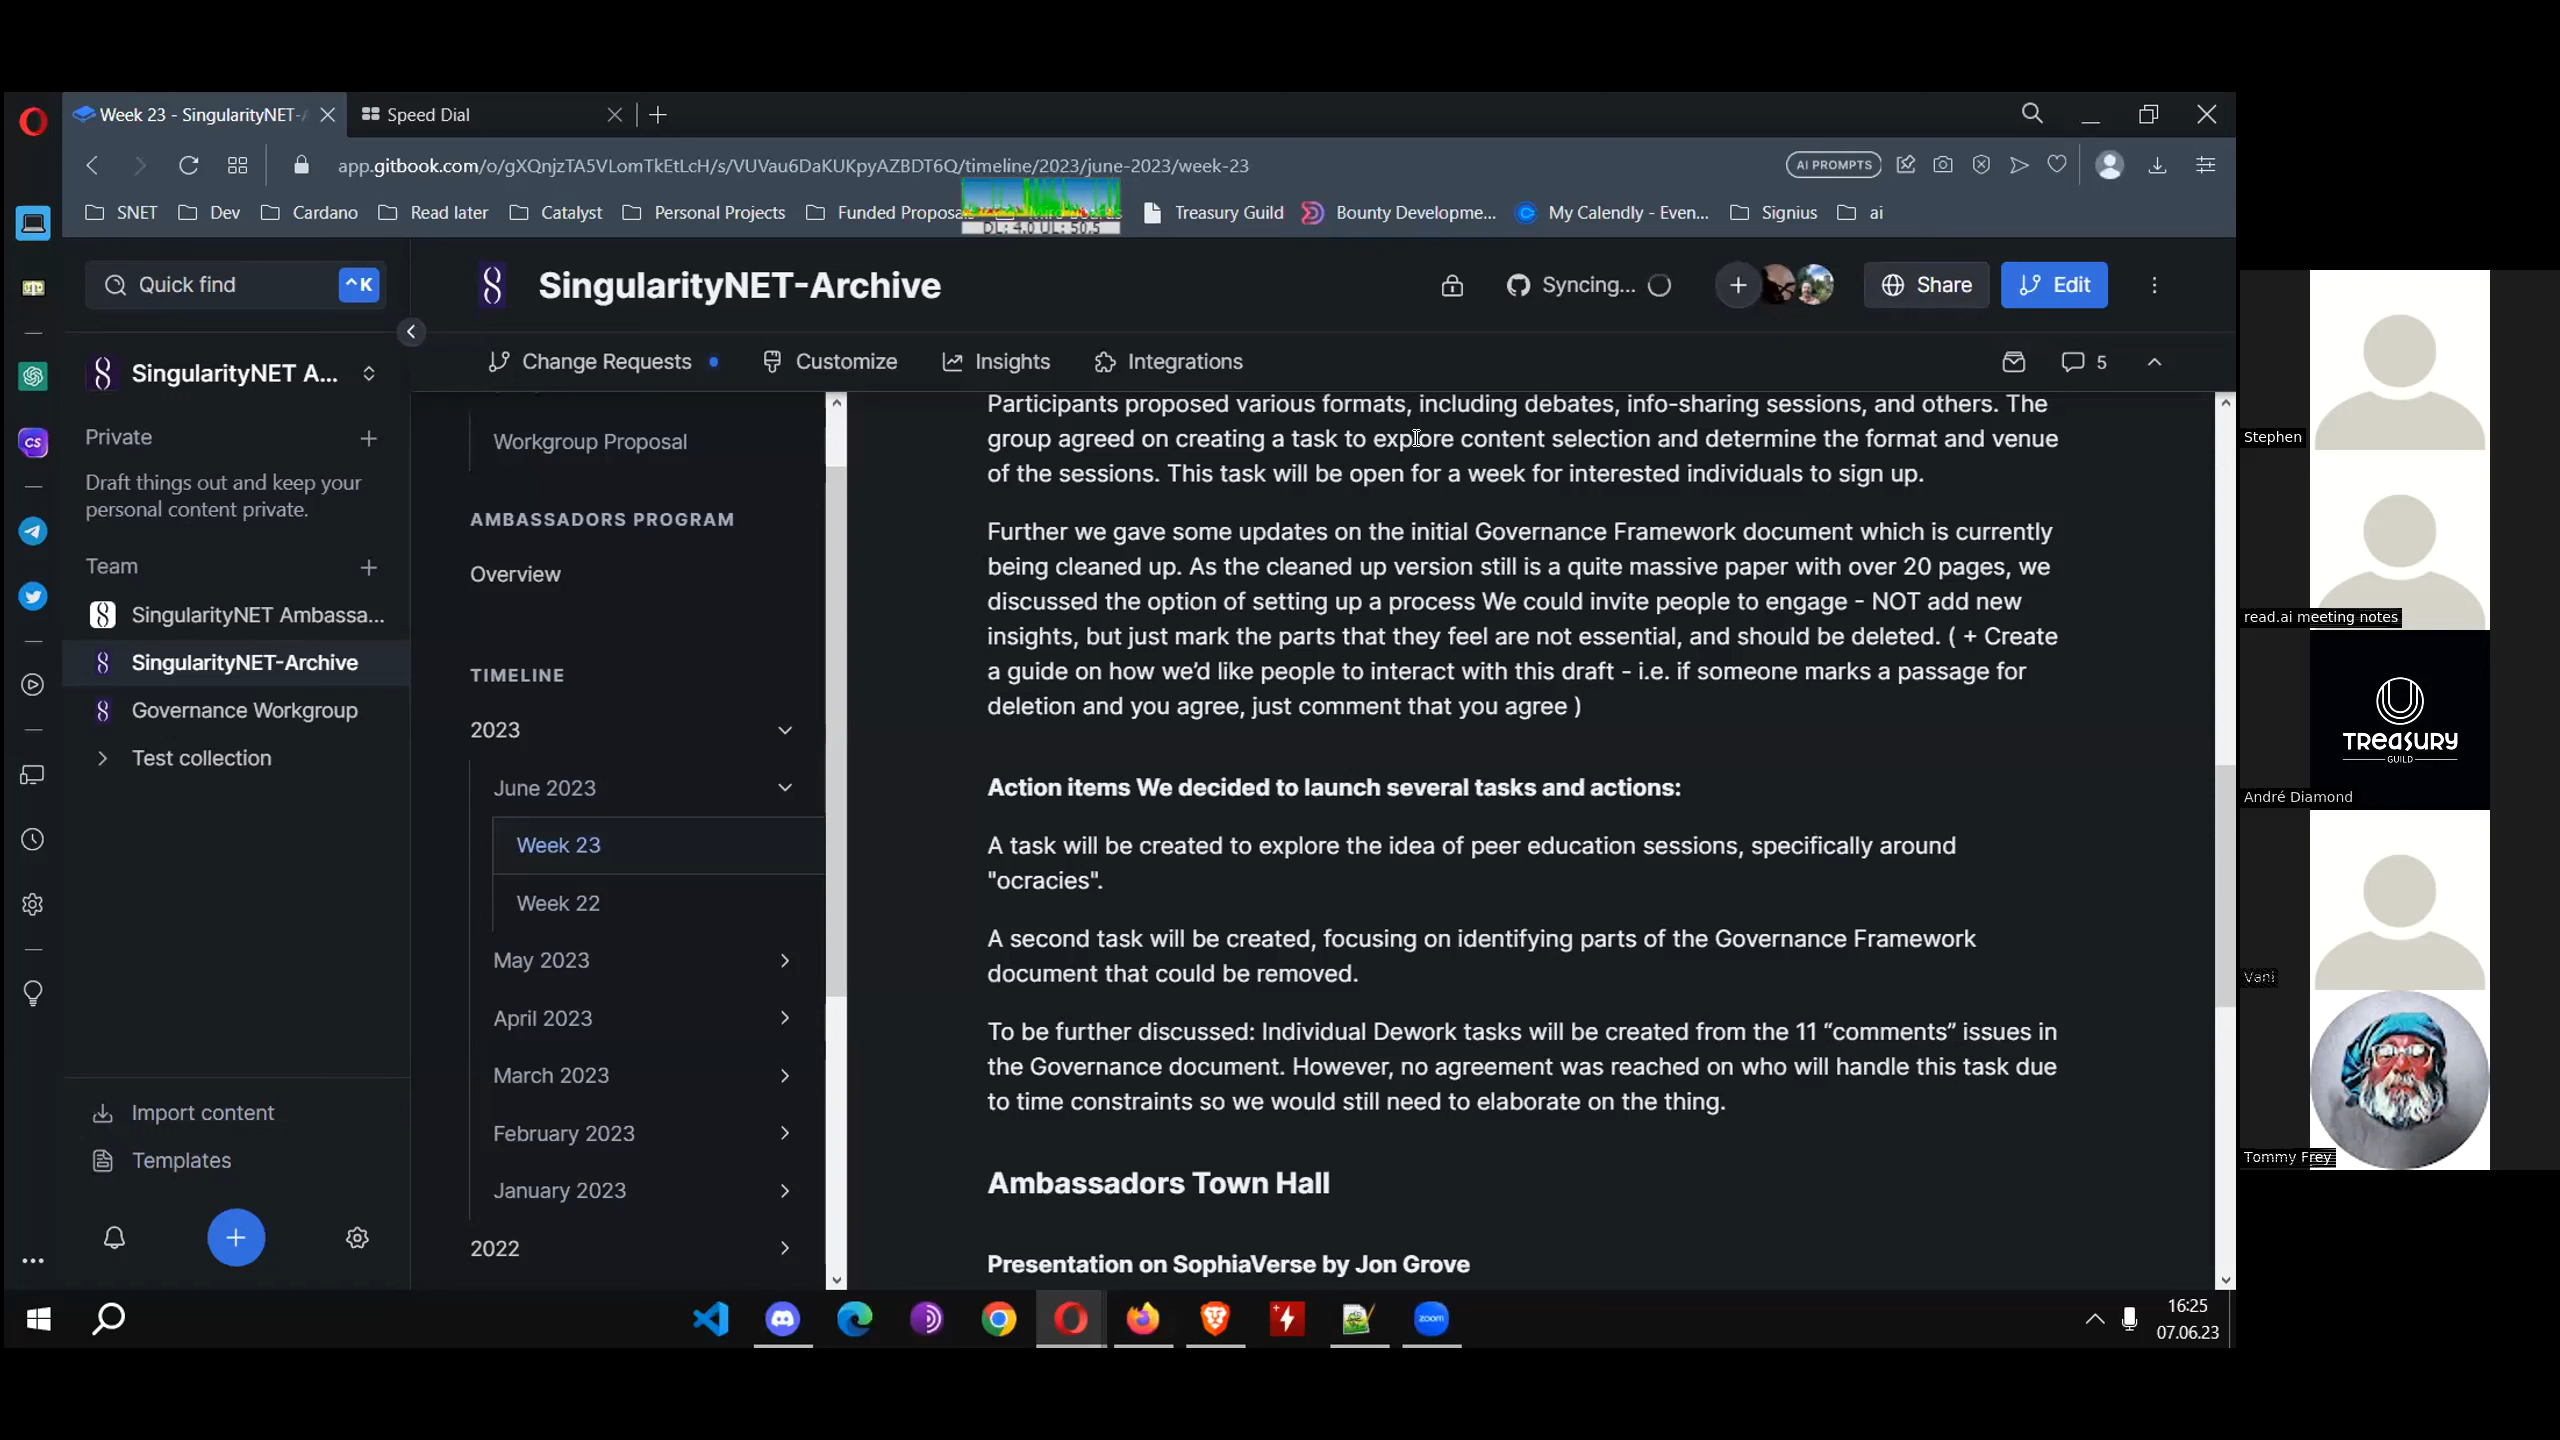 Week 23 - SingularityNET-
Speed Dial
app.gitbook.com/o/gXQnjzTA5VLomTkEtLcH/s/VUVau6DaKUKpyAZBDT6Q/timeline/2023/june-2023/week-23
AI PROMPTS
SNET
Dev
Cardano
Read later
Catalyst
Personal Projects
Funded Proposa
DL: 4.0 UL: 50.5
Treasury Guild
Bounty Developme...
My Calendly - Even...
Signius
ai
Quick find
^K
SingularityNET-Archive
Syncing...
Share
Edit
SingularityNET A...
Change Requests
Customize
Insights
Integrations
5
Private
Draft things out and keep your
personal content private.
Team
SingularityNET Ambassa...
SingularityNET-Archive
Governance Workgroup
Test collection
Import content
Templates
Workgroup Proposal
AMBASSADORS PROGRAM
Overview
TIMELINE
2023
June 2023
Week 23
Week 22
May 2023
April 2023
March 2023
February 2023
January 2023
2022
Participants proposed various formats, including debates, info-sharing sessions, and others. The
group agreed on creating a task to explore content selection and determine the format and venue
of the sessions. This task will be open for a week for interested individuals to sign up.
Further we gave some updates on the initial Governance Framework document which is currently
being cleaned up. As the cleaned up version still is a quite massive paper with over 20 pages, we
discussed the option of setting up a process We could invite people to engage - NOT add new
insights, but just mark the parts that they feel are not essential, and should be deleted. ( + Create
a guide on how we’d like people to interact with this draft - i.e. if someone marks a passage for
deletion and you agree, just comment that you agree )
Action items We decided to launch several tasks and actions:
A task will be created to explore the idea of peer education sessions, specifically around
"ocracies".
A second task will be created, focusing on identifying parts of the Governance Framework
document that could be removed.
To be further discussed: Individual Dework tasks will be created from the 11 “comments” issues in
the Governance document. However, no agreement was reached on who will handle this task due
to time constraints so we would still need to elaborate on the thing.
Ambassadors Town Hall
Presentation on SophiaVerse by Jon Grove
CS
zoom
16:25
07.06.23
Stephen
read.ai meeting notes
TREASURY
GUILD
André Diamond
Vani
Tommy Frey